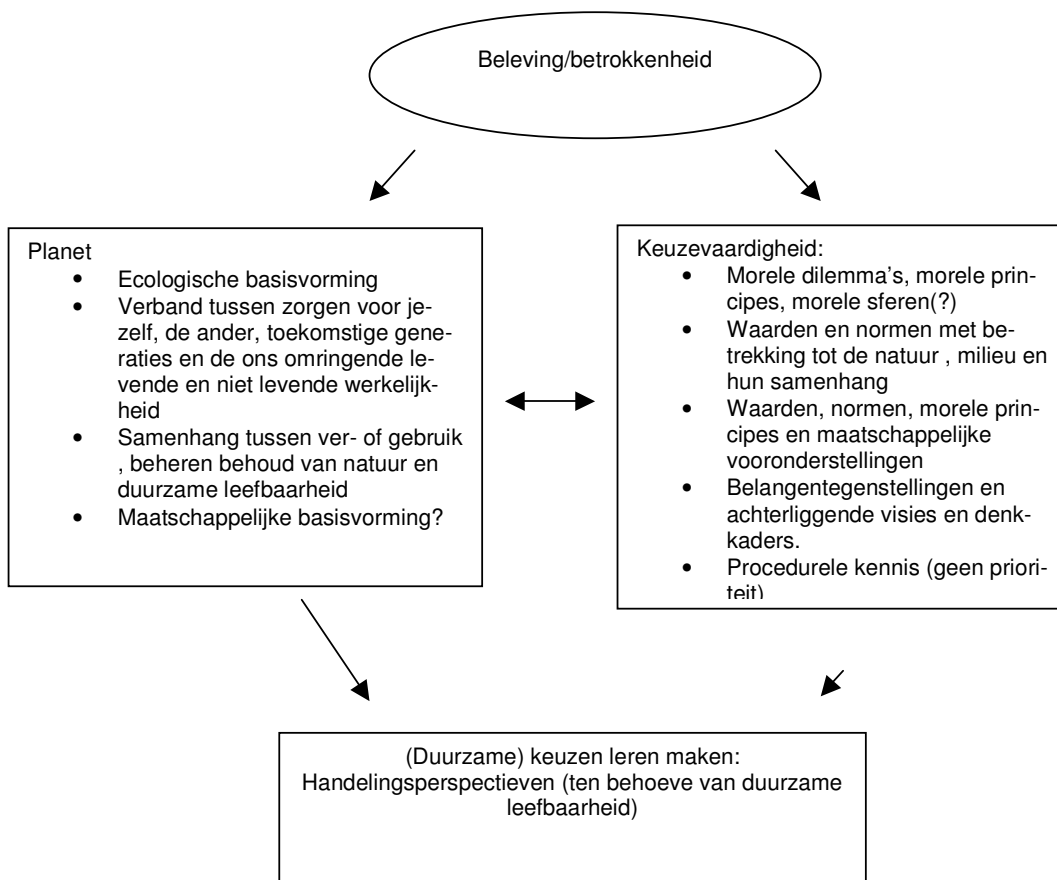 Beleving/betrokkenheid
Planet
• Ecologische basisvorming
• Verband tussen zorgen voor je-
zelf, de ander, toekomstige gene-
raties en de ons omringende le-
vende en niet levende werkelijk-
heid
• Samenhang tussen ver- of gebruik
, beheren behoud van natuur en
duurzame leefbaarheid
• Maatschappelijke basisvorming?
Keuzevaardigheid:
• Morele dilemma's, morele prin-
cipes, morele sferen(?)
• Waarden en normen met be-
trekking tot de natuur , milieu en
hun samenhang
• Waarden, normen, morele prin-
cipes en maatschappelijke
vooronderstellingen
• Belangentegenstellingen en
achterliggende visies en denk-
kaders.
• Procedurele kennis (geen priori-
teit)
(Duurzame) keuzen leren maken:
Handelingsperspectieven (ten behoeve van duurzame
leefbaarheid)